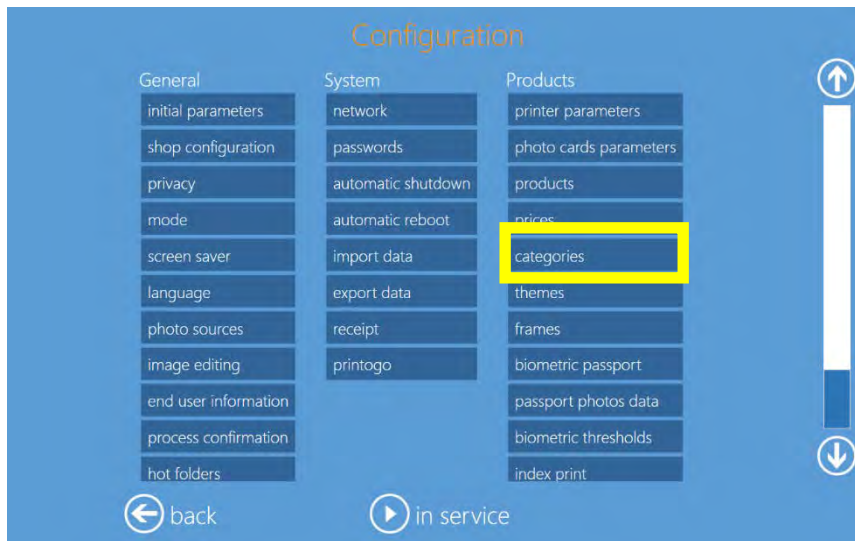 Configuration
General
initial parameters
shop configuration
privacy
mode
screen saver
language
photo sources
image editing
end user information
process confirmation
hot folders
System
network
passwords
automatic shutdown
automatic reboot
import data
export data
receipt
printogo
Products
printer parameters
photo cards parameters
products
prices
categories
themes
frames
biometric passport
passport photos data
biometric thresholds
index print
back
in service